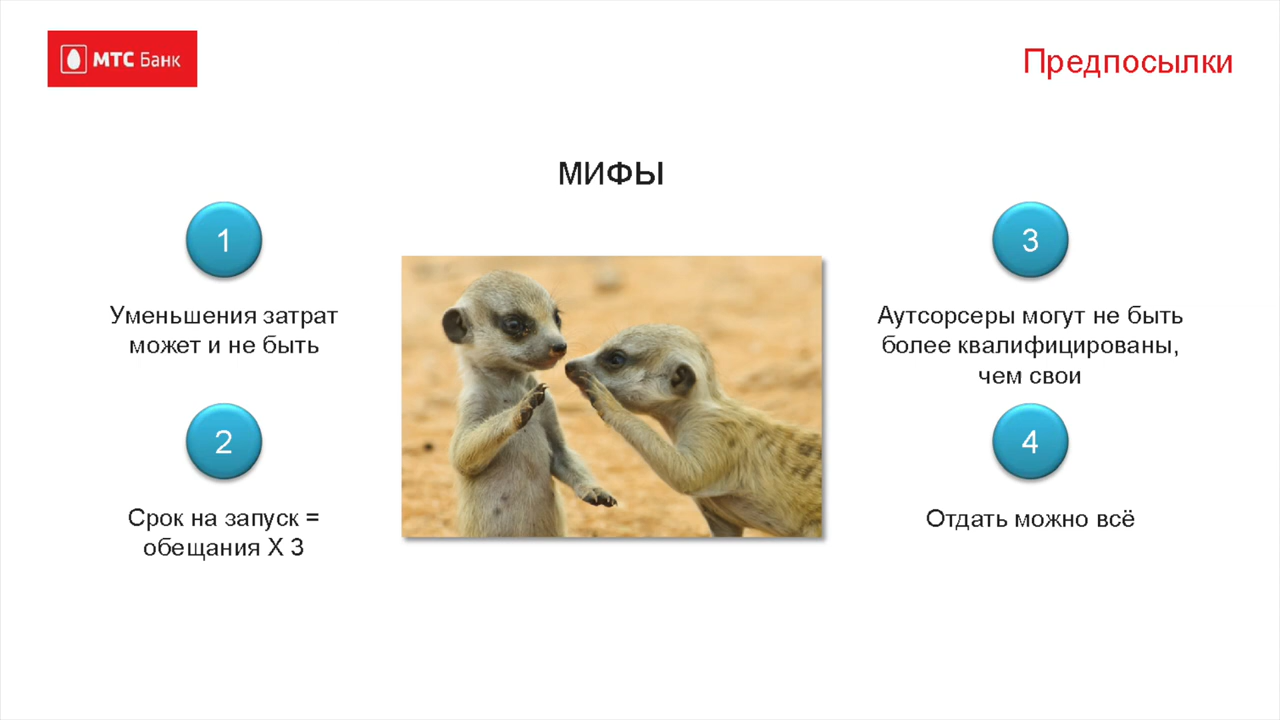 МТС Банк
Предпосылки
МИФЫ
1
Уменьшения затрат
может и не быть
2
Срок на запуск =
обещания Х 3
3
Аутсорсеры могут не быть
более квалифицированы,
чем свои
4
Отдать можно всё